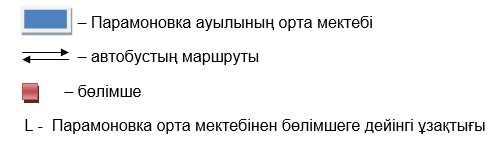 – Парамоновка ауылының орта мектебі
– автобустың маршруты
– бөлімше
L - Парамоновка орта мектебінен бөлімшеге дейінгі ұзақтығы